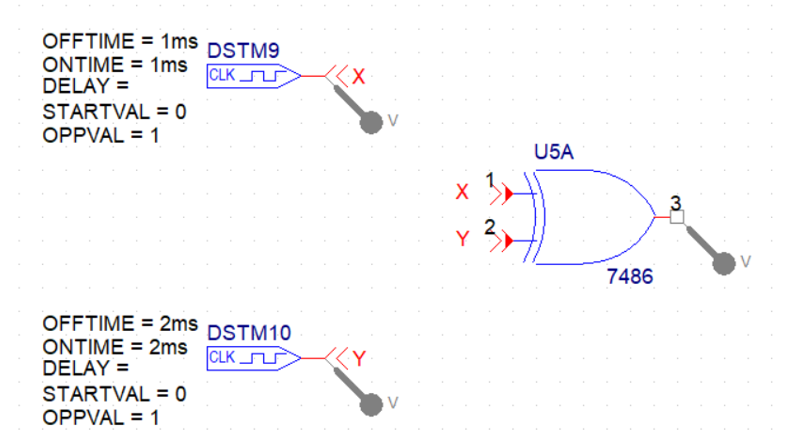 OFFTIME = 1ms
DSTM9
ONTIME = 1ms
CLK
X
DELAY =
STARTVAL = 0
V
OPPVAL = 1
U5A
X
1
Y
2
3
V
7486
OFFTIME = 2ms
DSTM10
ONTIME = 2ms
CLK
Y
DELAY =
STARTVAL = 0
V
OPPVAL = 1